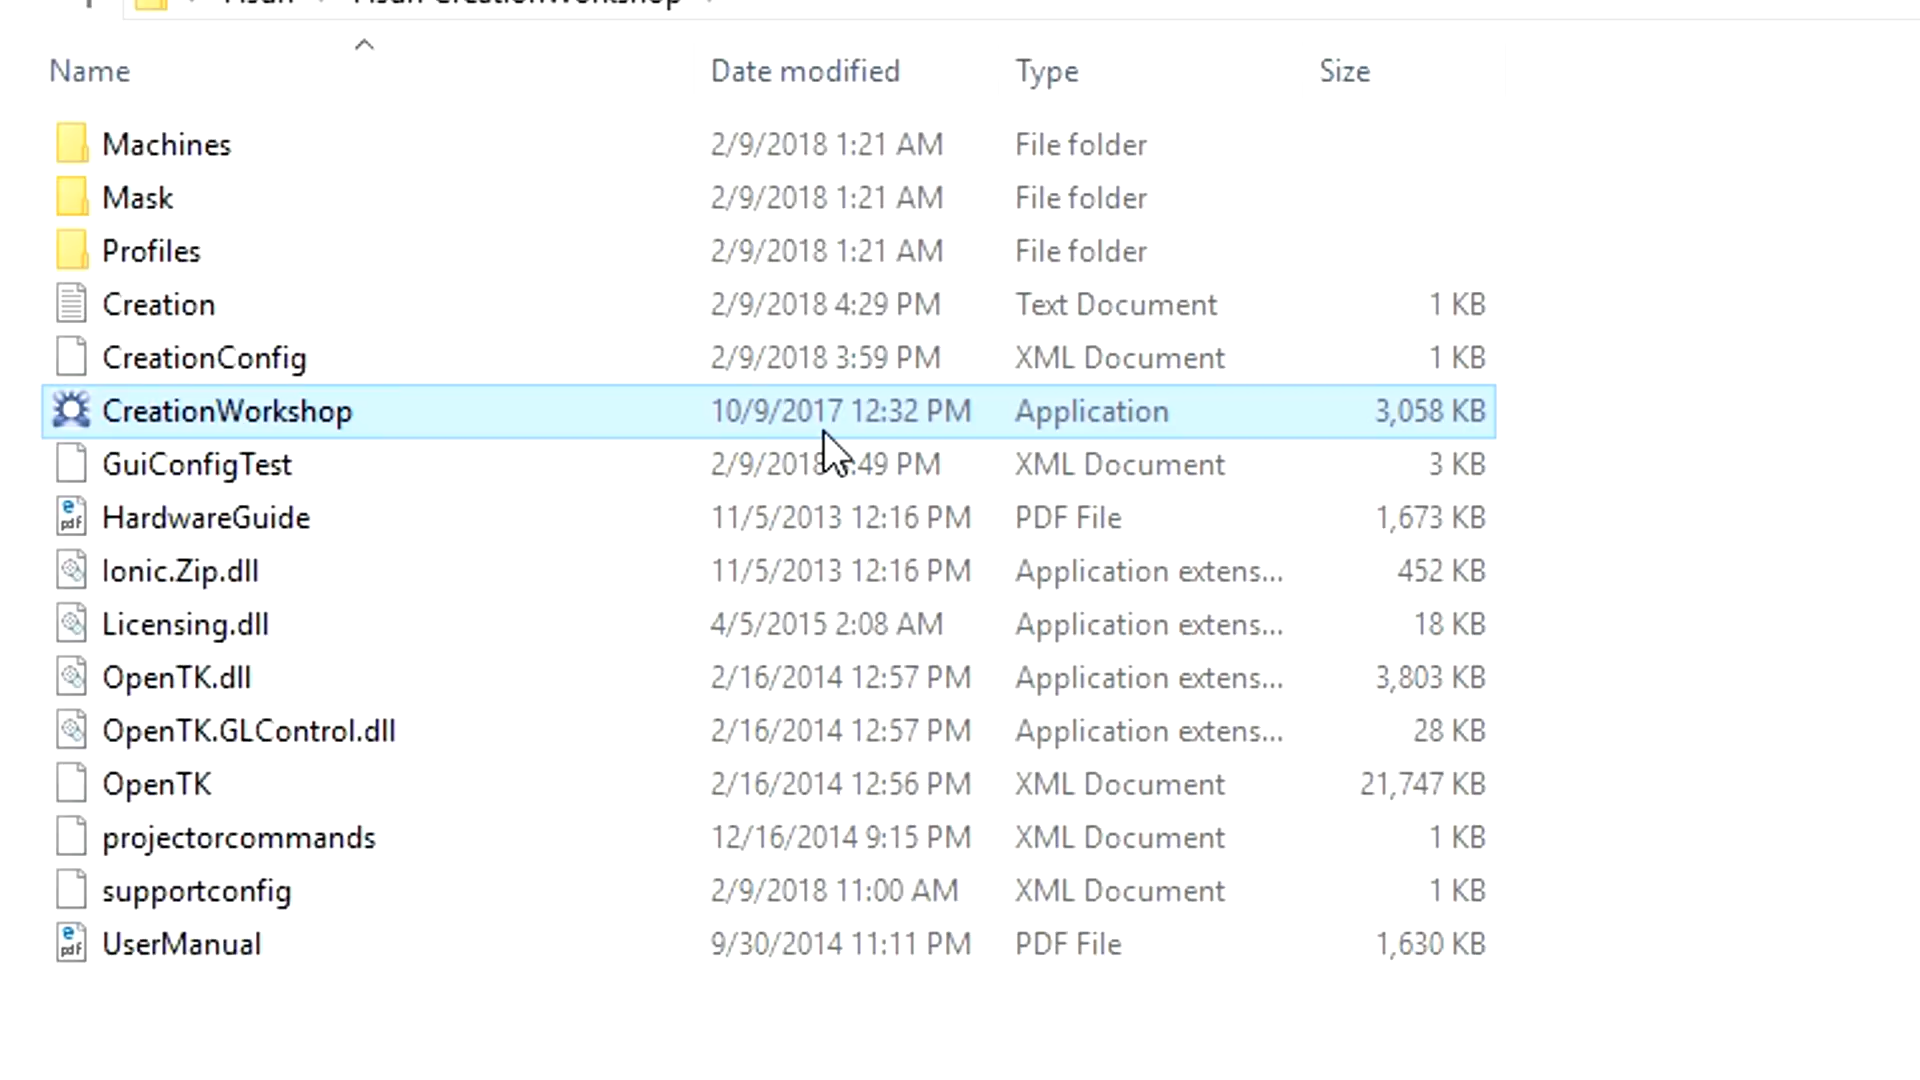 Name Date modified Type Size
Machines 2/9/2018 1:21 AM File folder
Mask 2/9/2018 1:21 AM File folder
Profiles 2/9/2018 1:21 AM File folder
Creation 2/9/2018 4:29 PM Text Document 1 KB
CreationConfig 2/9/2018 3:59 PM XML Document 1 KB
CreationWorkshop 10/9/2017 12:32 PM Application 3,058 KB
GuiConfigTest 2/9/2018 :49 PM XML Document 3 KB
HardwareGuide 11/5/2013 12:16 PM PDF File 1,673 KB
Ionic.Zip.dll 11/5/2013 12:16 PM Application extens... 452 KB
Licensing.dll 4/5/2015 2:08 AM Application extens... 18 KB
OpenTK.dll 2/16/2014 12:57 PM Application extens... 3,803 KB
OpenTK.GLControl.dll 2/16/2014 12:57 PM Application extens... 28 KB
OpenTK 2/16/2014 12:56 PM XML Document 21,747 KB
projectorcommands 12/16/2014 9:15 PM XML Document 1 KB
supportconfig 2/9/2018 11:00 AM XML Document 1 KB
UserManual 9/30/2014 11:11 PM PDF File 1,630 KB